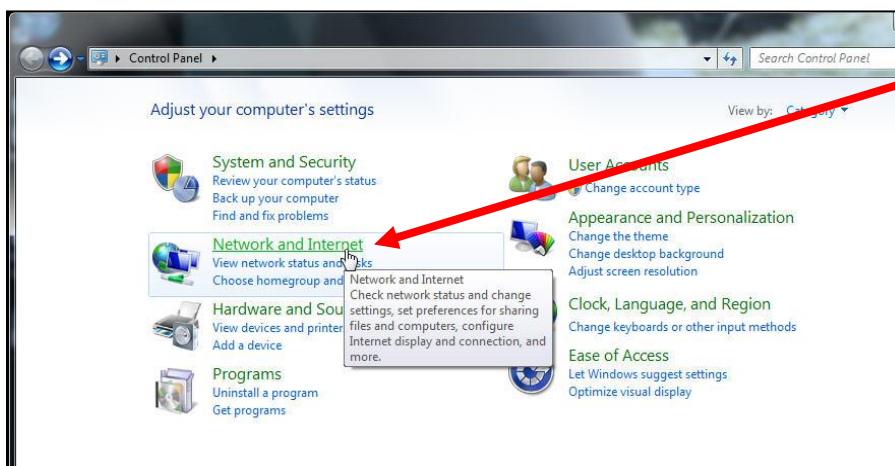 Control Panel
Search Control Panel
Adjust your computer's settings
View by: Category
System and Security
Review your computer's status
Back up your computer
Find and fix problems
Network and Internet
View network status and tasks
Choose homegroup and
Network and Internet
Check network status and change
settings, set preferences for sharing
files and computers, configure
Internet display and connection, and
more.
Hardware and Sou
View devices and printer
Add a device
Programs
Uninstall a program
Get programs
User Accounts
Change account type
Appearance and Personalization
Change the theme
Change desktop background
Adjust screen resolution
Clock, Language, and Region
Change keyboards or other input methods
Ease of Access
Let Windows suggest settings
Optimize visual display